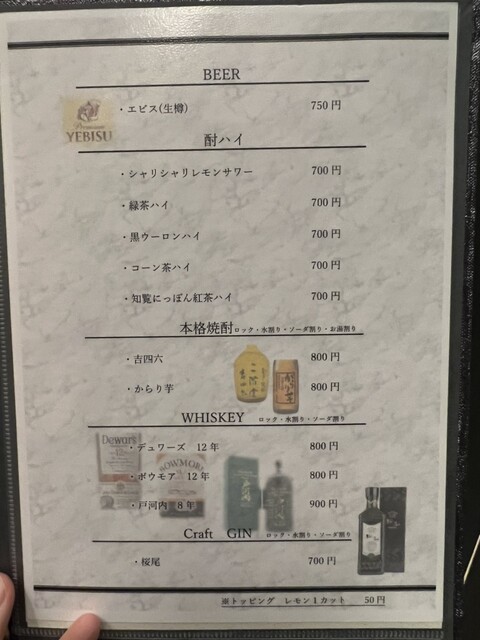 BEER
Premium
YEBISU
・エビス(生樽) 750円
酎ハイ
・シャリシャリレモンサワー 700円
・緑茶ハイ 700円
・黒ウーロンハイ 700円
・コーン茶ハイ 700円
・知覧にっぽん紅茶ハイ 700円
本格焼酎 ロック・水割り・ソーダ割り・お湯割り
・吉四六 800円
・からり芋 800円
二階堂
吉四六
WHISKEY ロック・水割り・ソーダ割り
Dewar's
BOWMORE
・デュワーズ 12年 800円
・ボウモア 12年 800円
・戸河内 8年 900円
Craft GIN ロック・水割り・ソーダ割り
・桜尾 700円
※トッピング レモン1カット 50円